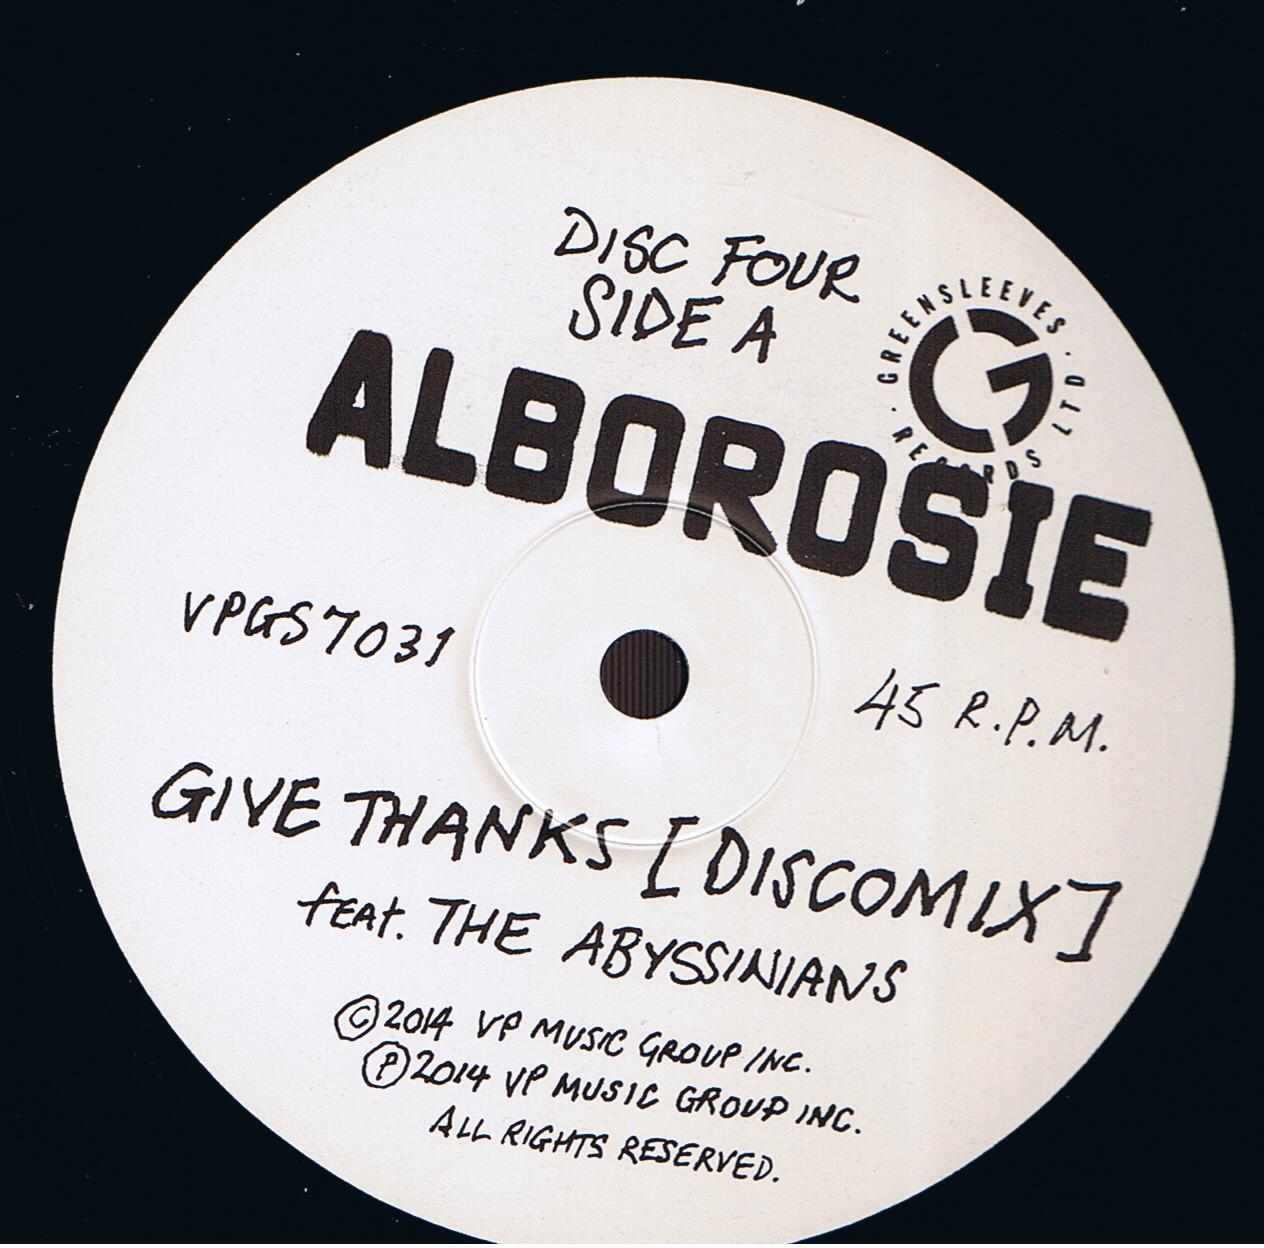 DISC FOUR
SIDE A
GREENSLEEVES · RECORDS LTD ·
ALBOROSIE
VPGS7031
45 R.P.M.
GIVE THANKS [DISCOMIX]
feat. THE ABYSSINIANS
©2014 VP MUSIC GROUP INC.
℗2014 VP MUSIC GROUP INC.
ALL RIGHTS RESERVED.